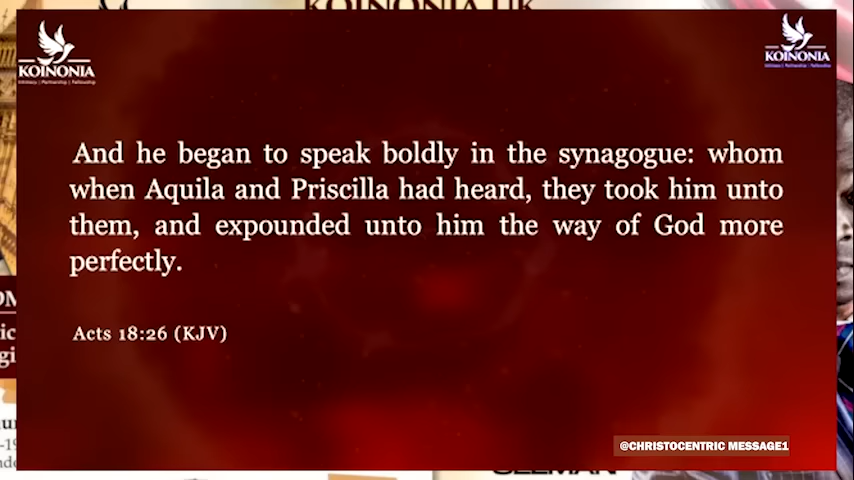 KOINONIA UK
KOINONIA
KOINONIA
And he began to speak boldly in the synagogue: whom
when Aquila and Priscilla had heard, they took him unto
them, and expounded unto him the way of God more
perfectly.
Acts 18:26 (KJV)
@CHRISTOCENTRIC MESSAGE1